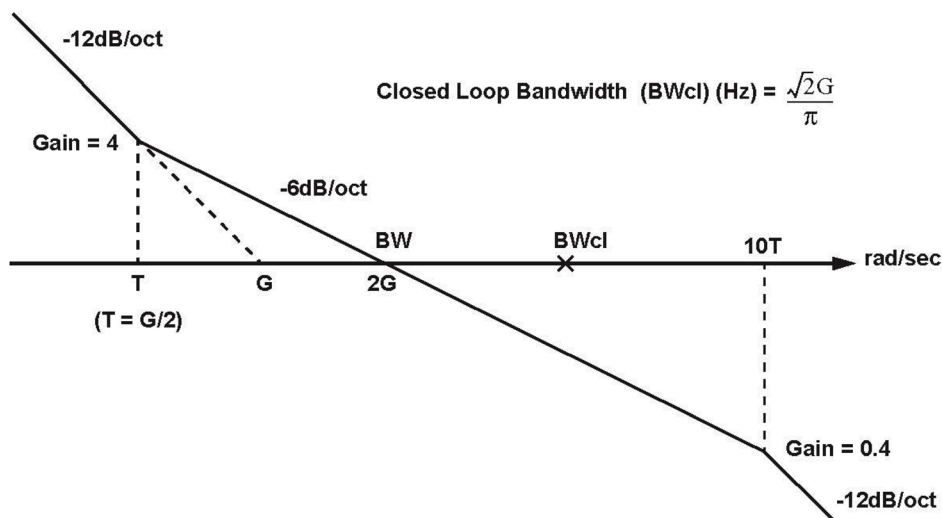 -12dB/oct
Closed Loop Bandwidth (BWcl) (Hz) = √2G/π
Gain = 4
-6dB/oct
BW
BWcl
10T
rad/sec
T
G
2G
(T = G/2)
Gain = 0.4
-12dB/oct